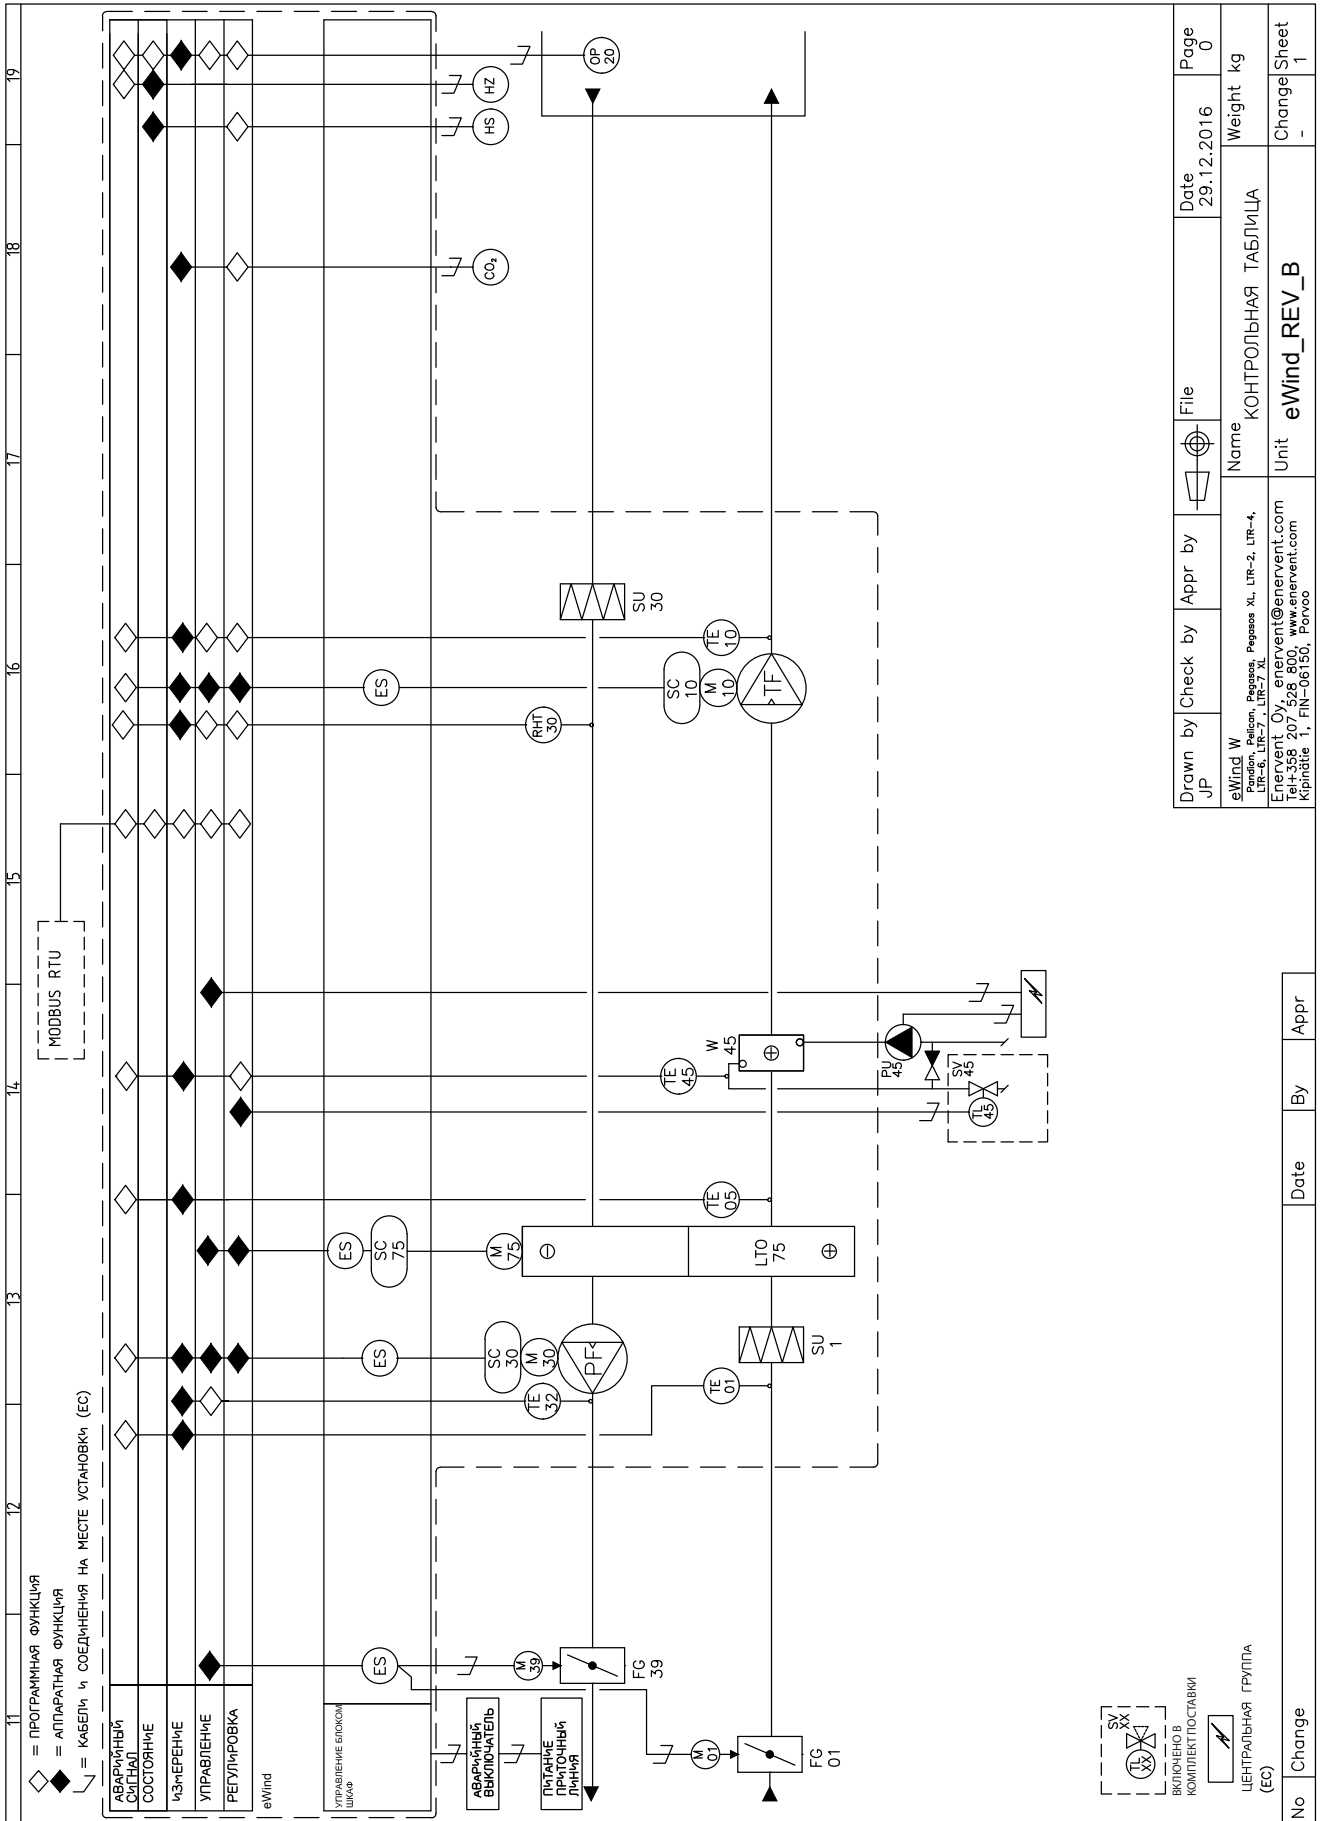 11 12 13 14 15 16 17 18 19
= ПРОГРАММНАЯ ФУНКЦИЯ
= АППАРАТНАЯ ФУНКЦИЯ
= КАБЕЛИ И СОЕДИНЕНИЯ НА МЕСТЕ УСТАНОВКИ (EC)
MODBUS RTU
АВАРИЙНЫЙ
СИГНАЛ
СОСТОЯНИЕ
ИЗМЕРЕНИЕ
УПРАВЛЕНИЕ
РЕГУЛИРОВКА
eWind
УПРАВЛЕНИЕ БЛОКОМ
ШКАФ
АВАРИЙНЫЙ
ВЫКЛЮЧАТЕЛЬ
ПИТАНИЕ
ПРИТОЧНЫЙ
ЛИНИЯ
ES
M
39
FG
39
M
01
FG
01
TE
32
ES
SC
30
M
30
PF
TE
01
SU
1
ES
SC
75
M
75
LTO
75
TE
05
TE
45
W
45
PU
45
SV
45
TL
45
RHT
30
ES
SC
10
M
10
TF
TE
10
SU
30
CO₂
HS
HZ
OP
20
TL
XX
SV
XX
ВКЛЮЧЕНО В
КОМПЛЕКТ ПОСТАВКИ
ЦЕНТРАЛЬНАЯ ГРУППА
(EC)
No Change Date By Appr
Drawn by
JP
Check by
Appr by
File
Date
29.12.2016
Page
0
eWind W
Pandion, Pelican, Pegasos, Pegasos XL, LTR-2, LTR-4,
LTR-6, LTR-7, LTR-7 XL
Name
КОНТРОЛЬНАЯ ТАБЛИЦА
Weight kg
Enervent Oy, enervent@enervent.com
Tel+358 207 528 800, www.enervent.com
Kipinätie 1, FIN-06150, Porvoo
Unit
eWind_REV_B
Change
-
Sheet
1